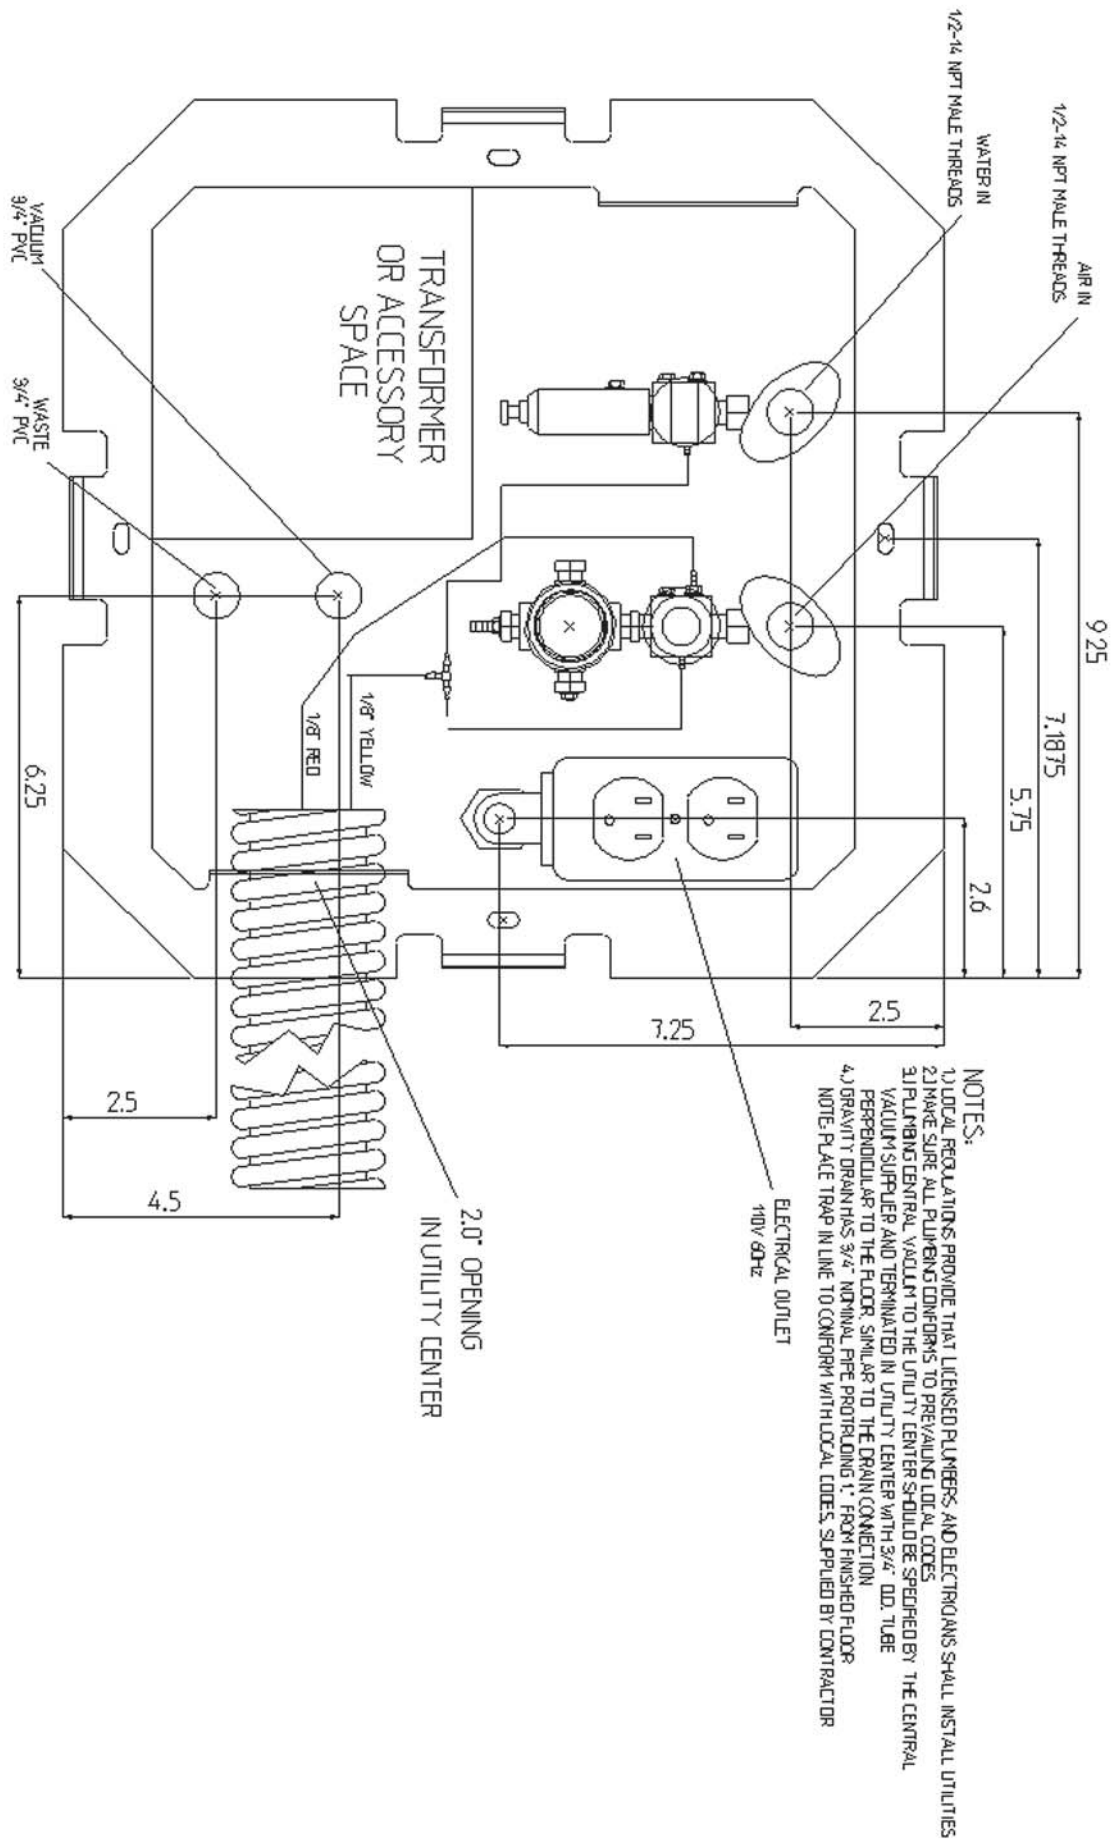 1/2-14 NPT MALE THREADS
WATER IN
1/2-14 NPT MALE THREADS
AIR IN
9.25
7.1875
5.75
2.6
2.5
7.25
TRANSFORMER
OR ACCESSORY
SPACE
VACUUM
3/4" PVC
WASTE
3/4" PVC
1/8" YELLOW
1/8" RED
6.25
2.5
4.5
2.0" OPENING
IN UTILITY CENTER
ELECTRICAL OUTLET
110V 60Hz
NOTES:
1.) LOCAL REGULATIONS PROVIDE THAT LICENSED PLUMBERS AND ELECTRICIANS SHALL INSTALL UTILITIES
2.) MAKE SURE ALL PLUMBING CONFORMS TO PREVAILING LOCAL CODES
3.) PLUMBING CENTRAL VACUUM TO THE UTILITY CENTER SHOULD BE SPECIFIED BY THE CENTRAL
VACUUM SUPPLIER AND TERMINATED IN UTILITY CENTER WITH 3/4" O.D. TUBE
PERPENDICULAR TO THE FLOOR, SIMILAR TO THE DRAIN CONNECTION
4.) GRAVITY DRAIN HAS 3/4" NOMINAL PIPE PROTRUDING 1" FROM FINISHED FLOOR
NOTE: PLACE TRAP IN LINE TO CONFORM WITH LOCAL CODES, SUPPLIED BY CONTRACTOR